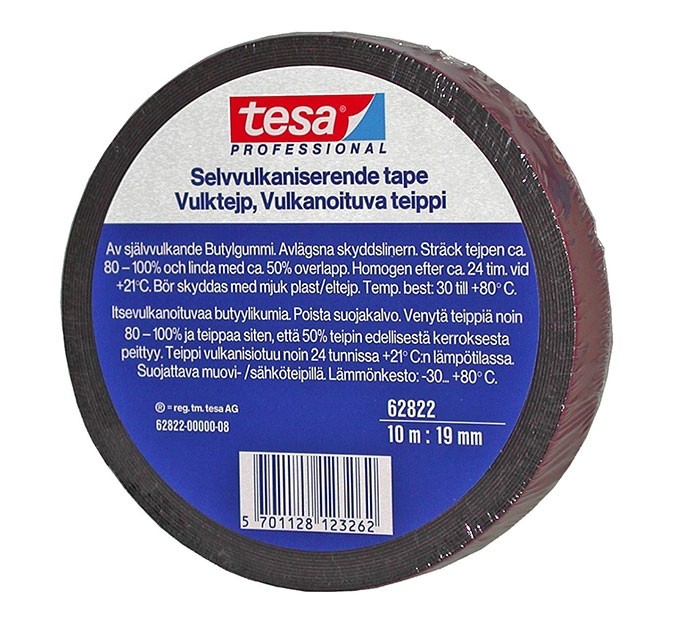 tesa®
PROFESSIONAL
Selvvulkaniserende tape
Vulktejp, Vulkanoituva teippi
Av självvulkande Butylgummi. Avlägsna skyddslinern. Sträck tejpen ca.
80 – 100% och linda med ca. 50% overlapp. Homogen efter ca. 24 tim. vid
+21°C. Bör skyddas med mjuk plast/eltejp. Temp. best: 30 till +80° C.
Itsevulkanoituvaa butyylikumia. Poista suojakalvo. Venytä teippiä noin
80 – 100% ja teippaa siten, että 50% teipin edellisestä kerroksesta
peittyy. Teippi vulkanisiotuu noin 24 tunnissa +21° C:n lämpötilassa.
Suojattava muovi- /sähköteipillä. Lämmönkesto: -30... +80° C.
® = reg. tm. tesa AG
62822-00000-08
62822
10 m : 19 mm
5 701128 123262